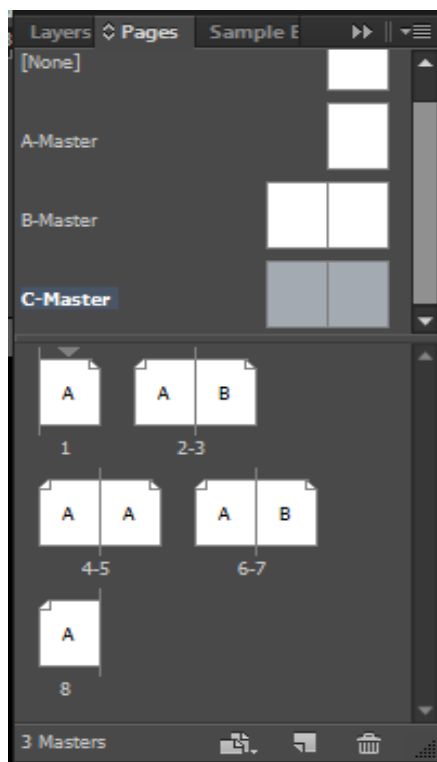 Layers Pages Sample E
[None]
A-Master
B-Master
C-Master
A A B
1 2-3
A A A B
4-5 6-7
A
8
3 Masters